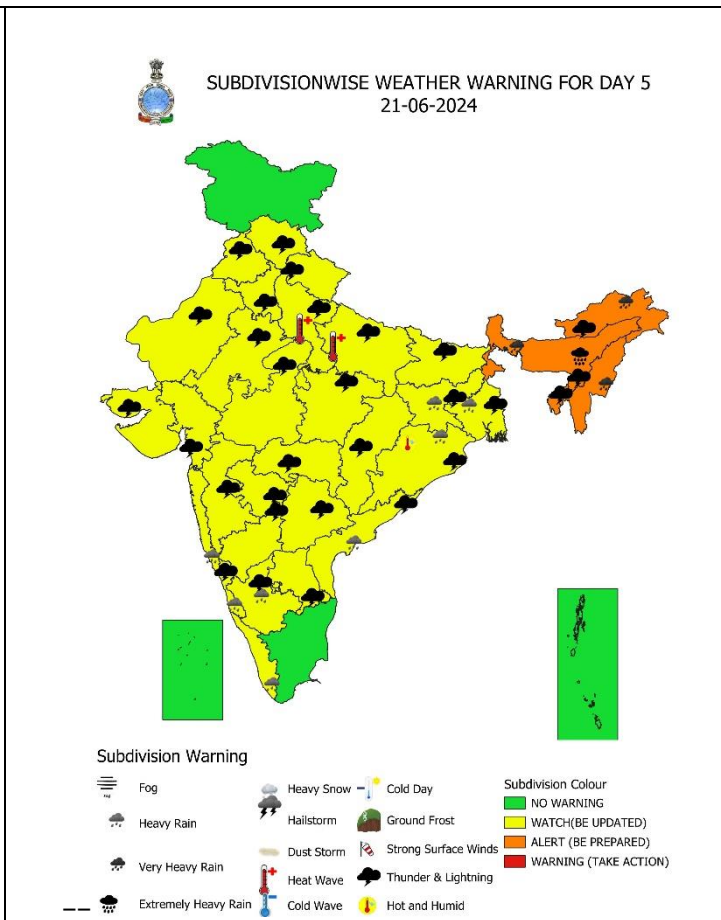 SUBDIVISIONWISE WEATHER WARNING FOR DAY 5
21-06-2024
Subdivision Warning
Fog
Heavy Rain
Very Heavy Rain
Extremely Heavy Rain
Heavy Snow
Hailstorm
Dust Storm
Heat Wave
Cold Wave
Cold Day
Ground Frost
Strong Surface Winds
Thunder & Lightning
Hot and Humid
Subdivision Colour
NO WARNING
WATCH(BE UPDATED)
ALERT (BE PREPARED)
WARNING (TAKE ACTION)